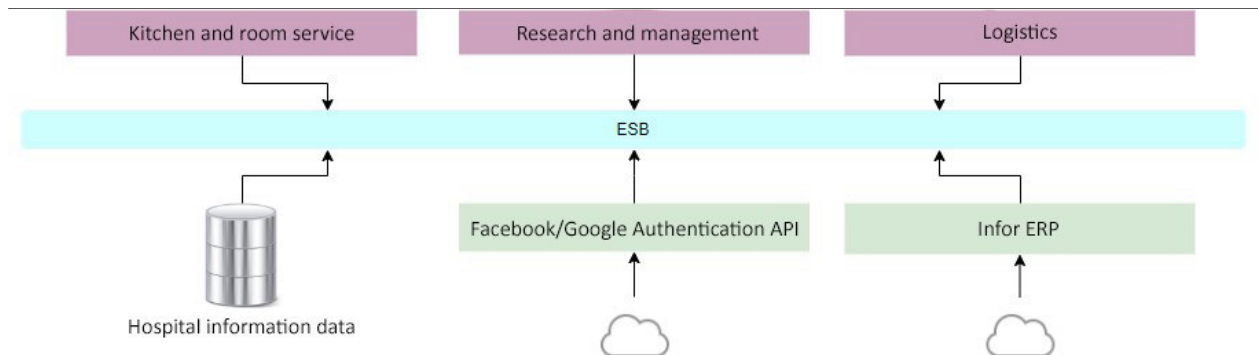 Kitchen and room service
Research and management
Logistics
ESB
Facebook/Google Authentication API
Infor ERP
Hospital information data